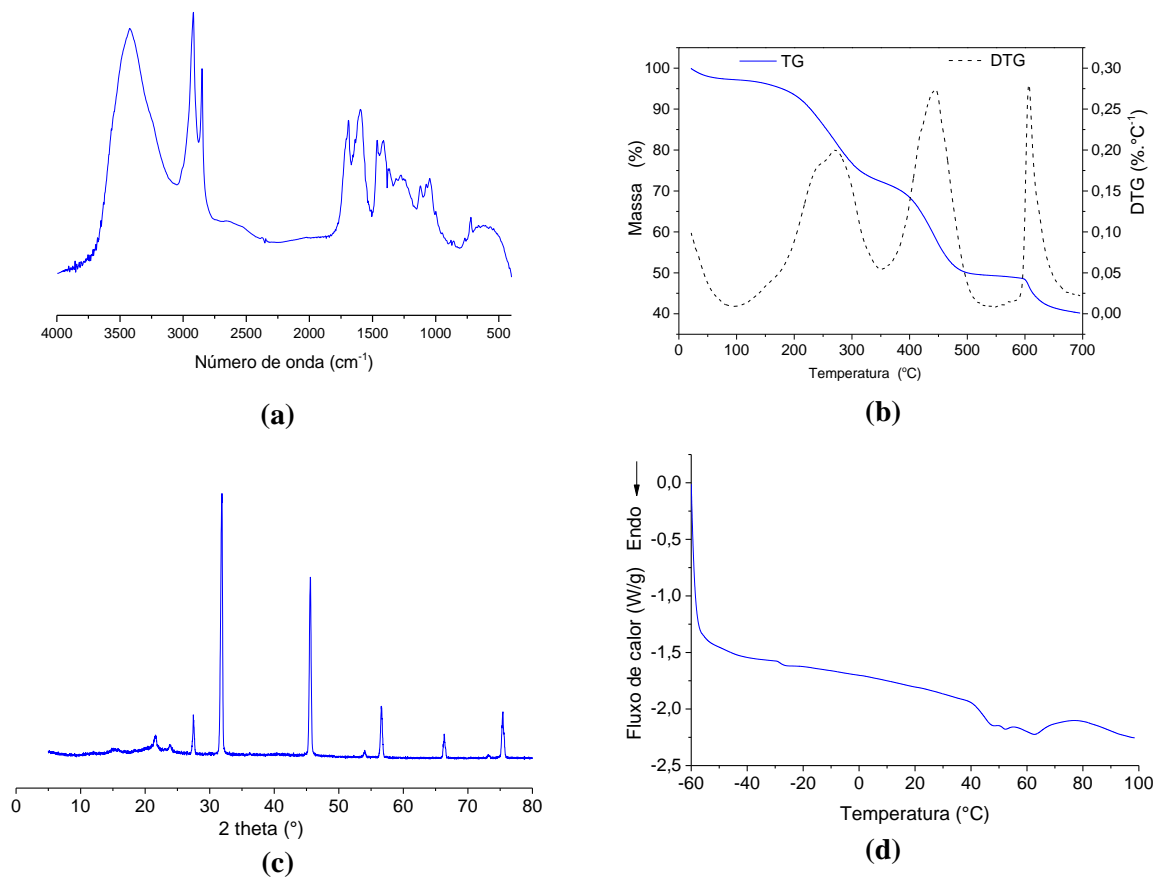 4000 3500 3000 2500 2000 1500 1000 500
Número de onda (cm-1)
(a)
TG DTG
100
90
80
70
60
50
40
Massa (%)
0,30
0,25
0,20
0,15
0,10
0,05
0,00
DTG (%.°C-1)
0 100 200 300 400 500 600 700
Temperatura (°C)
(b)
0 10 20 30 40 50 60 70 80
2 theta (°)
(c)
0,0
-0,5
-1,0
-1,5
-2,0
-2,5
Fluxo de calor (W/g) Endo
-60 -40 -20 0 20 40 60 80 100
Temperatura (°C)
(d)